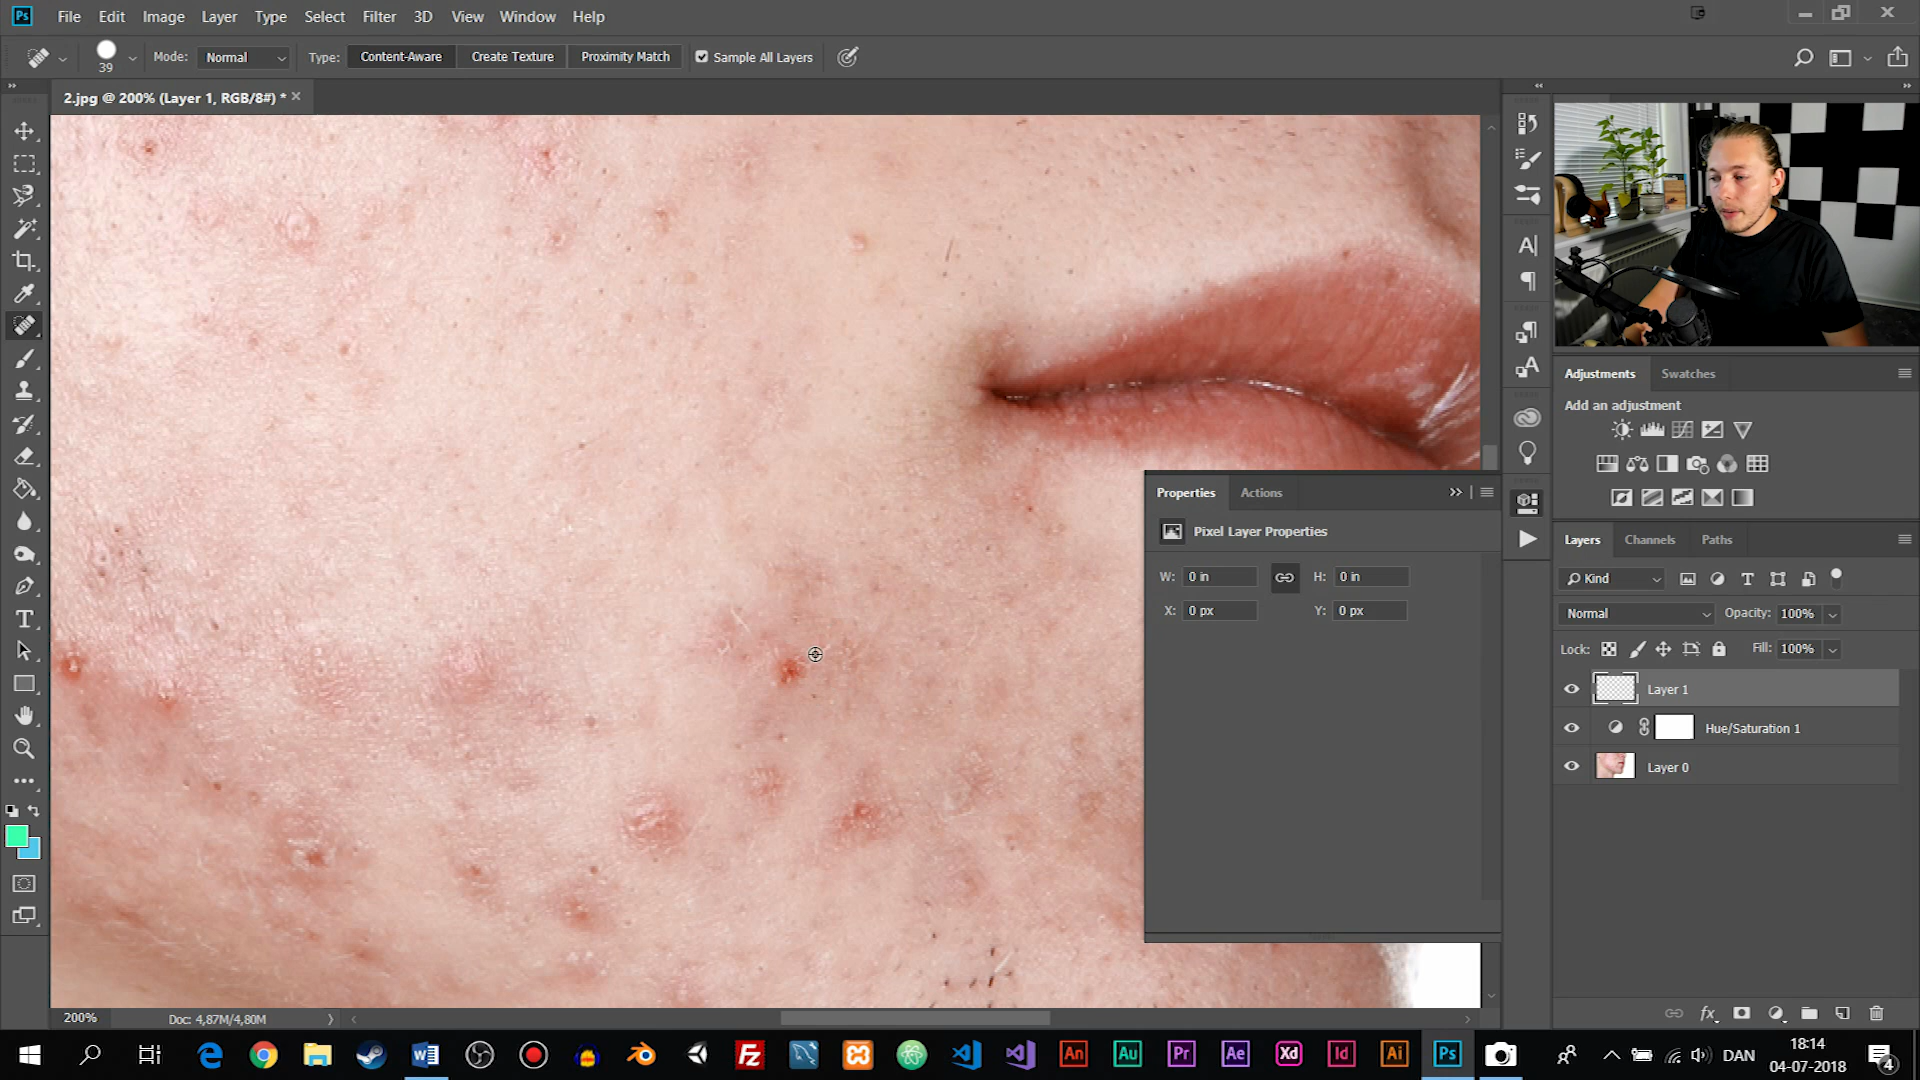 Ps File Edit Image Layer Type Select Filter 3D View Window Help
39 Mode: Normal Type: Content-Aware Create Texture Proximity Match Sample All Layers
2.jpg @ 200% (Layer 1, RGB/8#) *
Adjustments Swatches
Add an adjustment
Properties Actions
Pixel Layer Properties
W: 0 in H: 0 in
X: 0 px Y: 0 px
Layers Channels Paths
Kind
Normal Opacity: 100%
Lock: Fill: 100%
Layer 1
Hue/Saturation 1
Layer 0
200% Doc: 4,87M/4,80M
An Au Pr Ae Xd Id Ai Ps DAN
18:14
04-07-2018
4